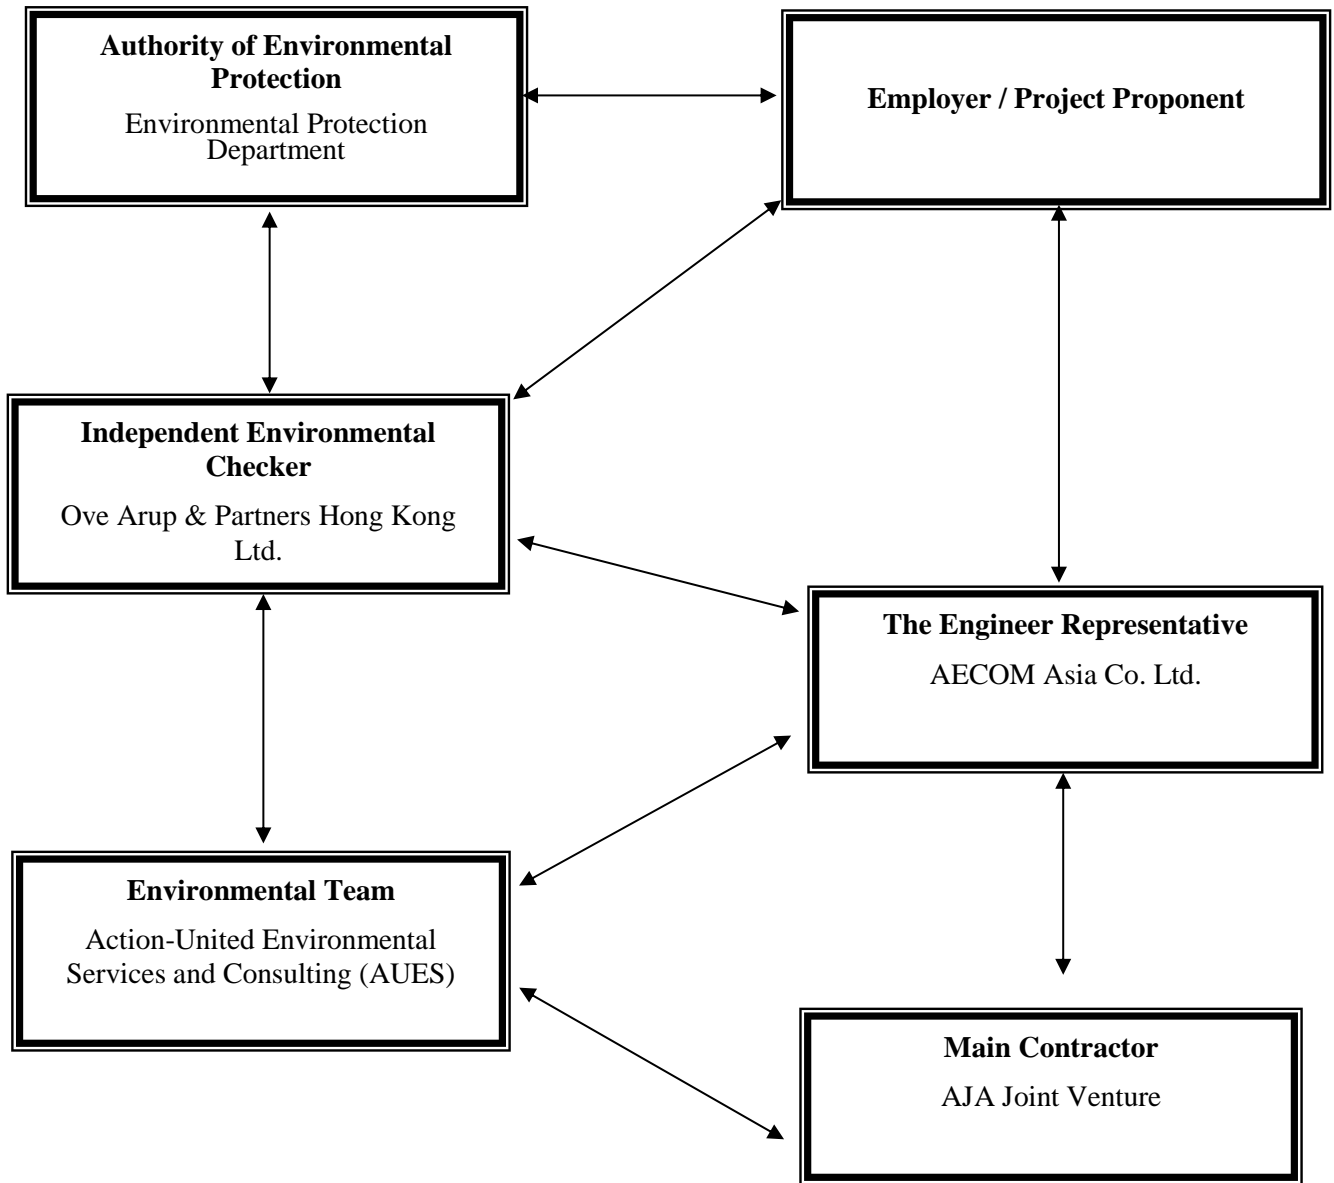 Authority of Environmental
Protection
Environmental Protection
Department
Employer / Project Proponent
Independent Environmental
Checker
Ove Arup & Partners Hong Kong
Ltd.
The Engineer Representative
AECOM Asia Co. Ltd.
Environmental Team
Action-United Environmental
Services and Consulting (AUES)
Main Contractor
AJA Joint Venture